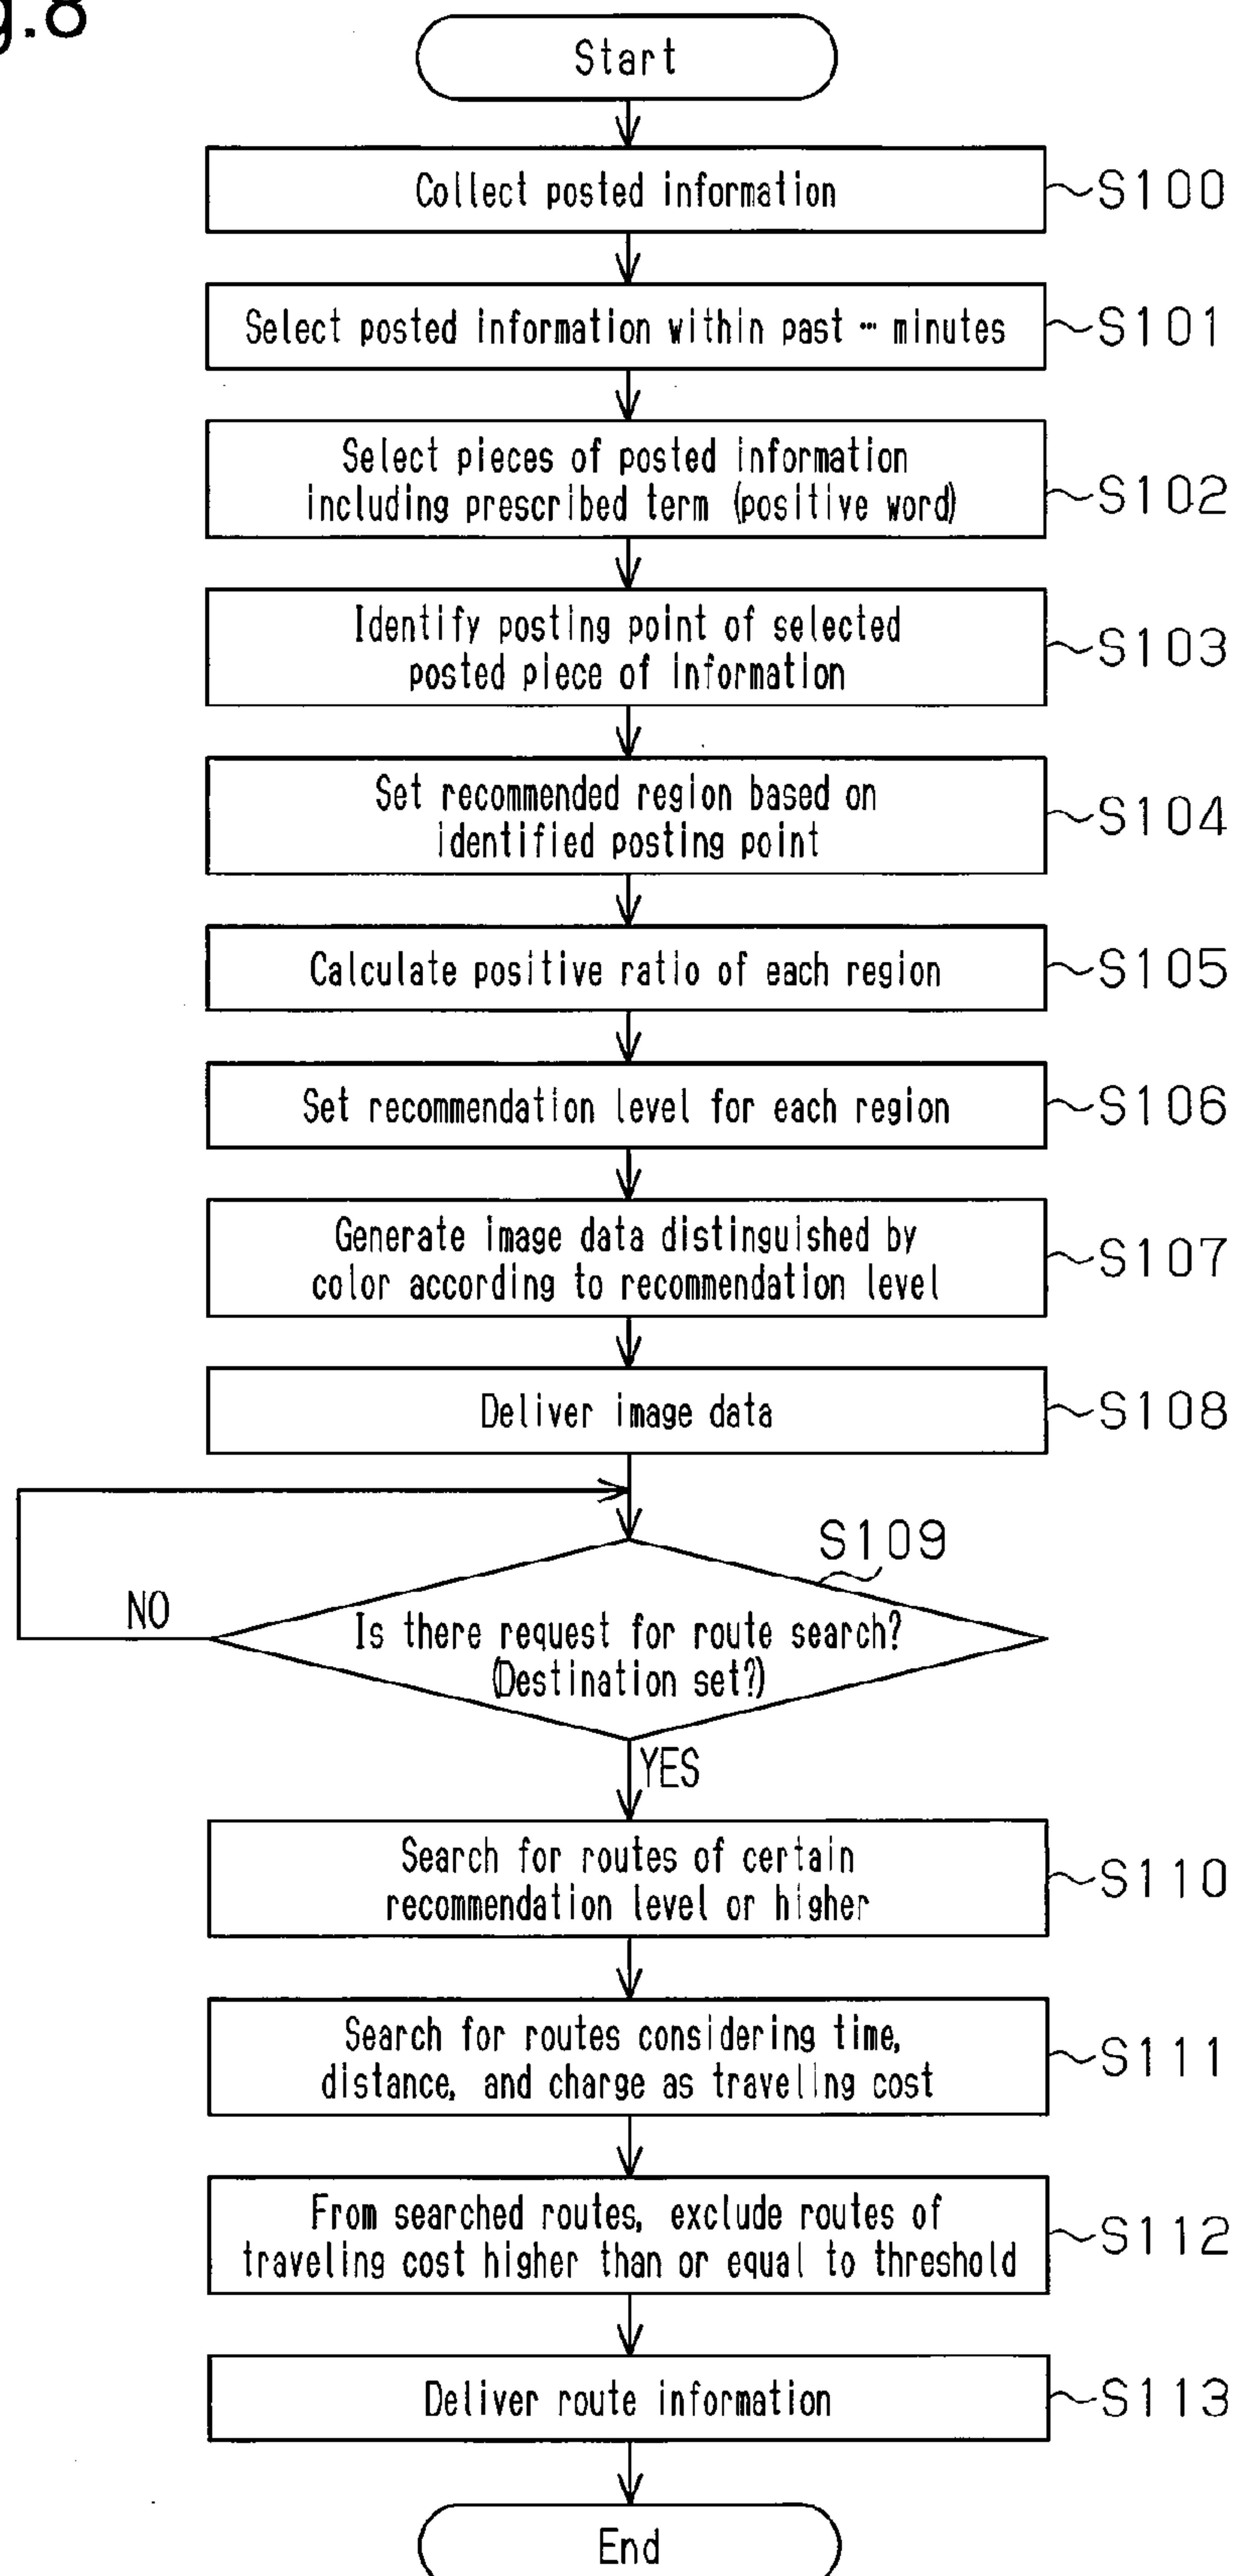 g.8
Start
Collect posted information
S100
Select posted information within past ··· minutes
S101
Select pieces of posted information
including prescribed term (positive word)
S102
Identify posting point of selected
posted piece of information
S103
Set recommended region based on
identified posting point
S104
Calculate positive ratio of each region
S105
Set recommendation level for each region
S106
Generate image data distinguished by
color according to recommendation level
S107
Deliver image data
S108
S109
NO
Is there request for route search?
(Destination set?)
YES
Search for routes of certain
recommendation level or higher
S110
Search for routes considering time,
distance, and charge as traveling cost
S111
From searched routes, exclude routes of
traveling cost higher than or equal to threshold
S112
Deliver route information
S113
End